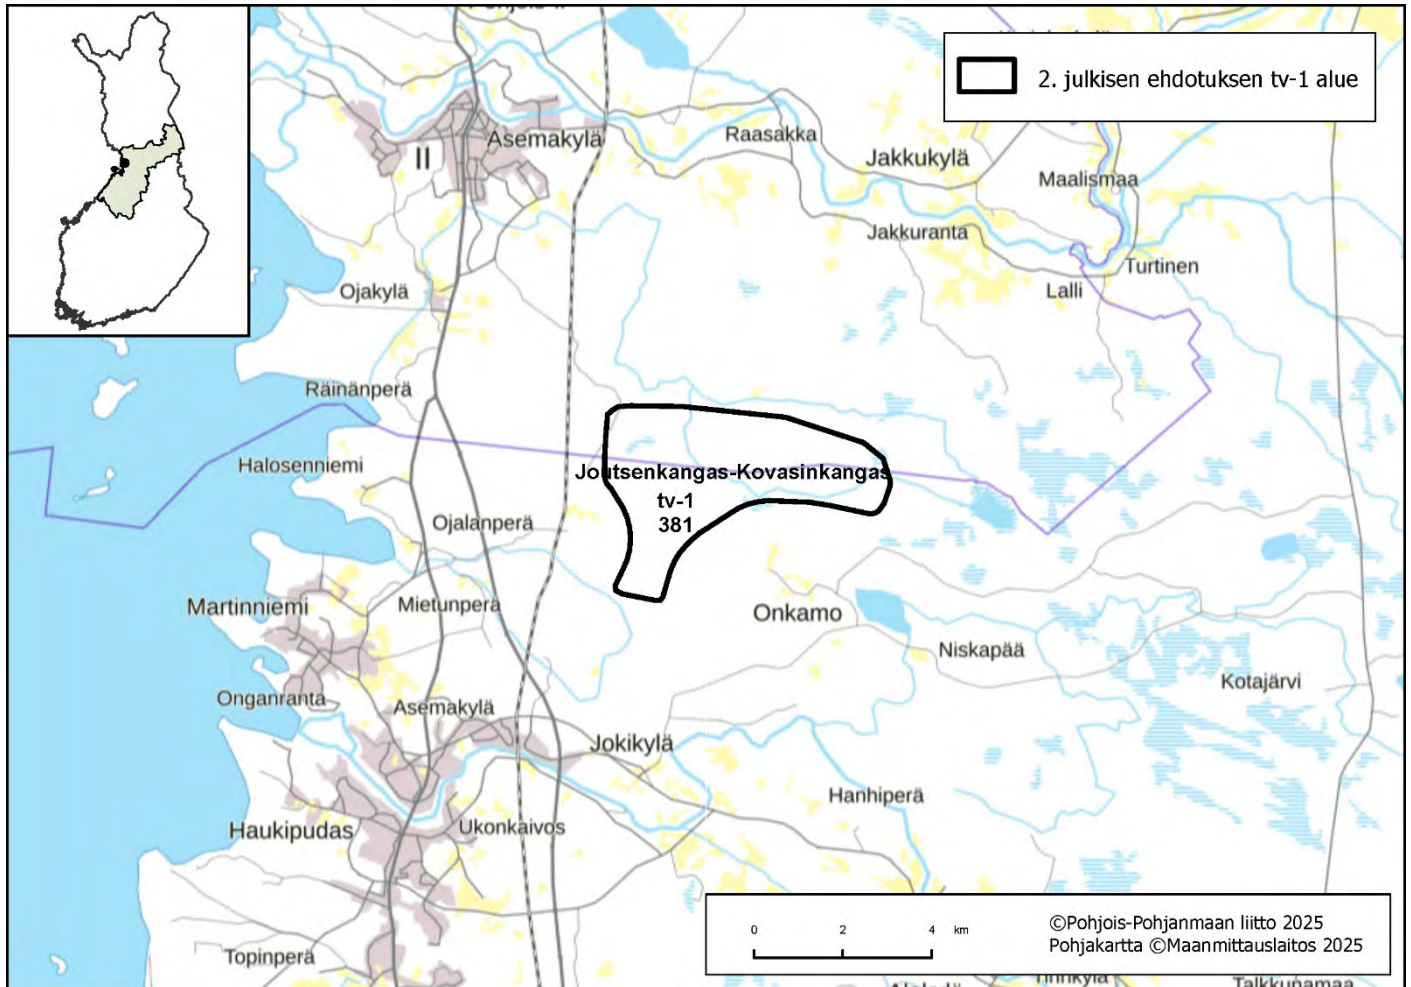 2. julkisen ehdotuksen tv-1 alue
Asemakylä
II
Raasakka
Jakkukylä
Maalismaa
Jakkuranta
Turtinen
Lalli
Ojakylä
Räinänperä
Halosenniemi
Joutsenkangas-Kovasinkangas
tv-1
381
Ojalanperä
Martinniemi
Mietunperä
Onkamo
Niskapää
Kotajärvi
Onganranta
Asemakylä
Jokikylä
Hanhiperä
Haukipudas
Ukonkaivos
Topinperä
0 2 4 km
©Pohjois-Pohjanmaan liitto 2025
Pohjakartta ©Maanmittauslaitos 2025